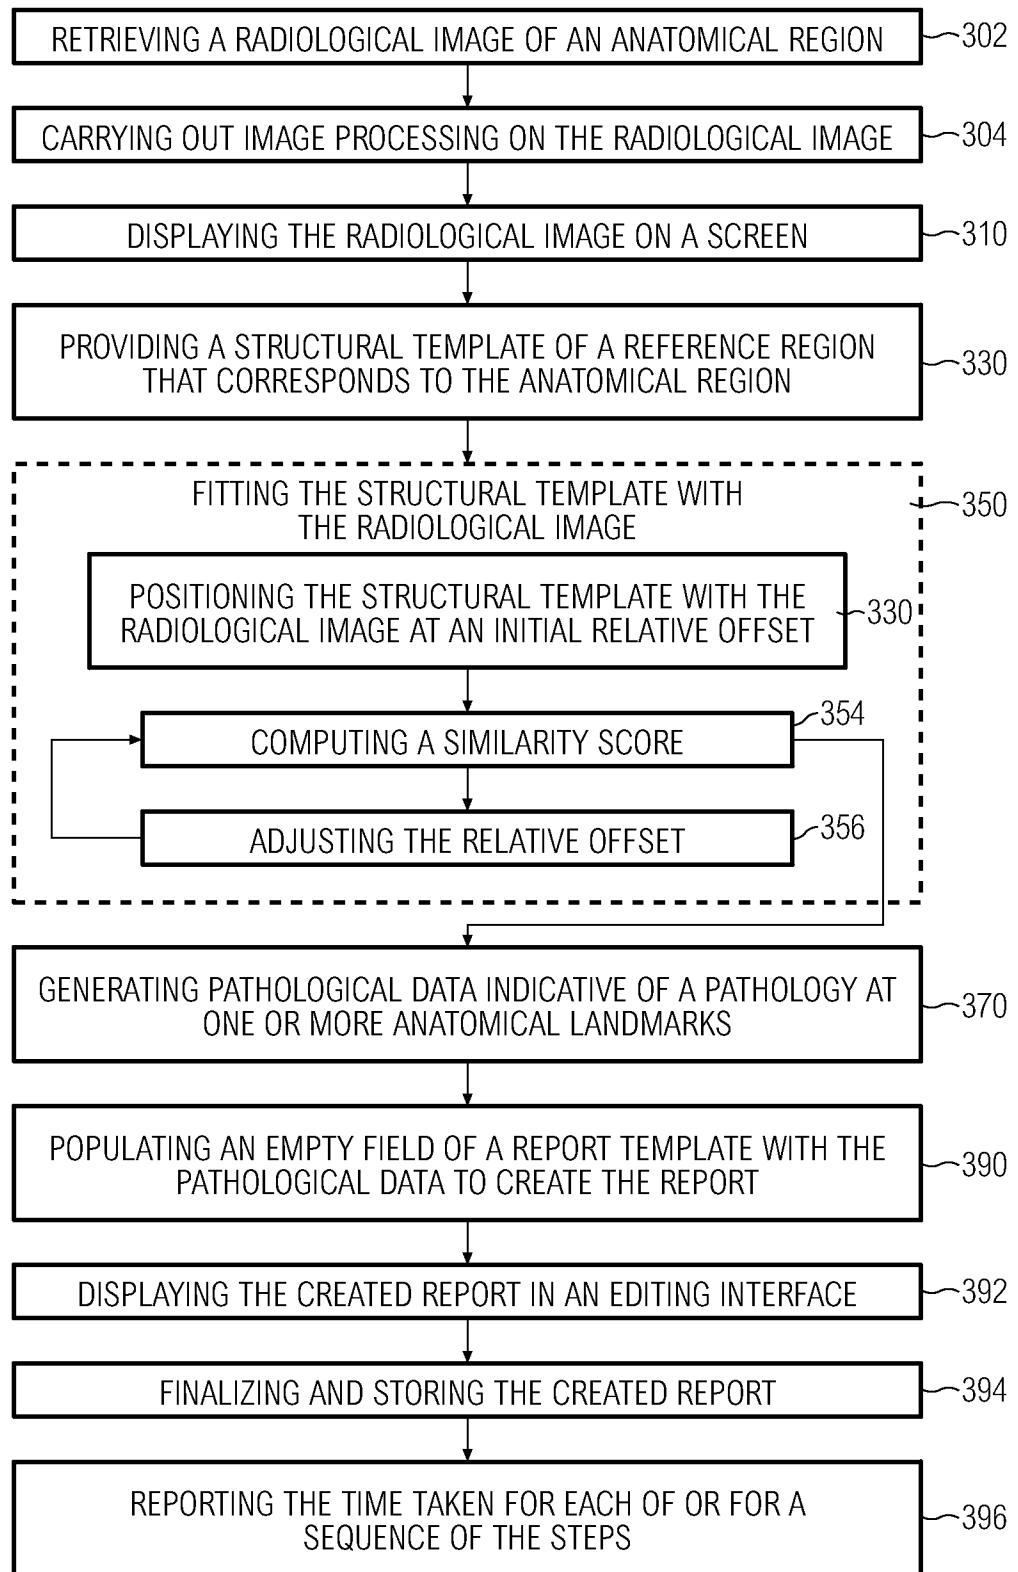 RETRIEVING A RADIOLOGICAL IMAGE OF AN ANATOMICAL REGION
302
CARRYING OUT IMAGE PROCESSING ON THE RADIOLOGICAL IMAGE
304
DISPLAYING THE RADIOLOGICAL IMAGE ON A SCREEN
310
PROVIDING A STRUCTURAL TEMPLATE OF A REFERENCE REGION
THAT CORRESPONDS TO THE ANATOMICAL REGION
330
FITTING THE STRUCTURAL TEMPLATE WITH
THE RADIOLOGICAL IMAGE
350
POSITIONING THE STRUCTURAL TEMPLATE WITH THE
RADIOLOGICAL IMAGE AT AN INITIAL RELATIVE OFFSET
330
COMPUTING A SIMILARITY SCORE
354
ADJUSTING THE RELATIVE OFFSET
356
GENERATING PATHOLOGICAL DATA INDICATIVE OF A PATHOLOGY AT
ONE OR MORE ANATOMICAL LANDMARKS
370
POPULATING AN EMPTY FIELD OF A REPORT TEMPLATE WITH THE
PATHOLOGICAL DATA TO CREATE THE REPORT
390
DISPLAYING THE CREATED REPORT IN AN EDITING INTERFACE
392
FINALIZING AND STORING THE CREATED REPORT
394
REPORTING THE TIME TAKEN FOR EACH OF OR FOR A
SEQUENCE OF THE STEPS
396